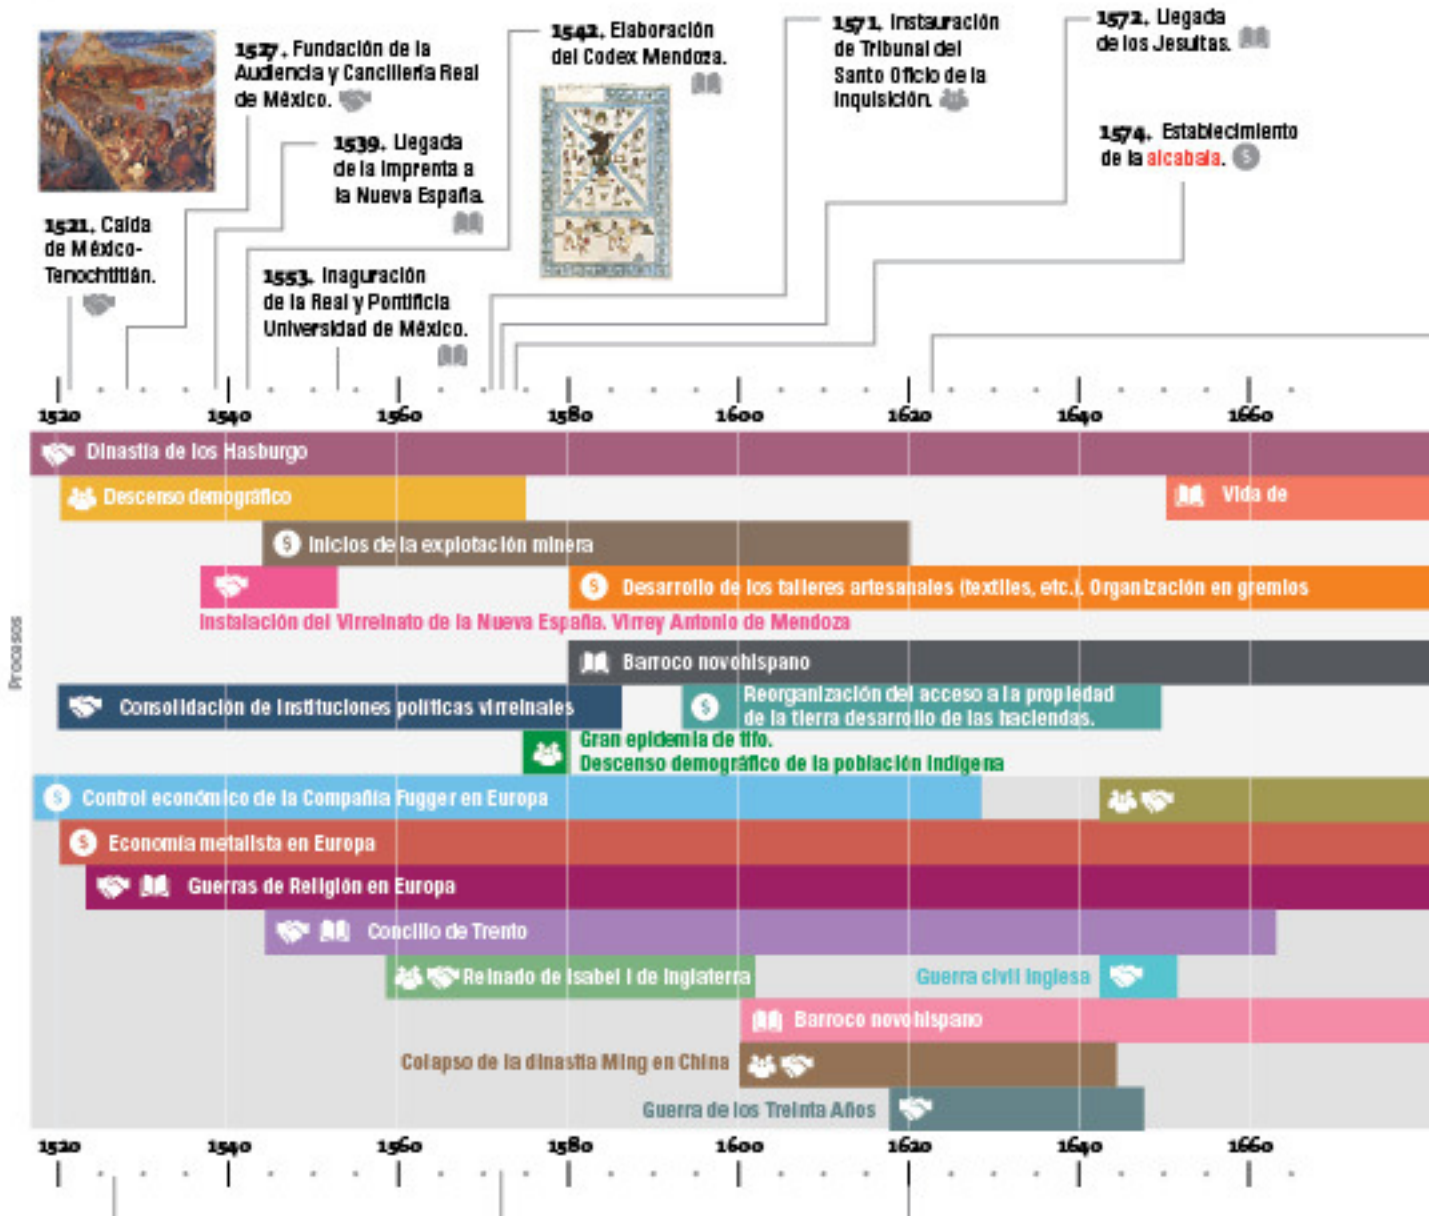 1527. Fundación de la
Audiencia y Cancillería Real
de México.
1542. Elaboración
del Codex Mendoza.
1571. Instauración
de Tribunal del
Santo Oficio de la
Inquisición.
1572. Llegada
de los Jesuitas.
1539. Llegada
de la imprenta a
la Nueva España.
1574. Establecimiento
de la alcabala.
1521. Caída
de México-
Tenochtitlán.
1553. Inaguración
de la Real y Pontificia
Universidad de México.
1520 1540 1560 1580 1600 1620 1640 1660
Procesos
Dinastía de los Hasburgo
Descenso demográfico
Vida de
$ Inicios de la explotación minera
$ Desarrollo de los talleres artesanales (textiles, etc.). Organización en gremios
Instalación del Virreinato de la Nueva España. Virrey Antonio de Mendoza
Barroco novohispano
Consolidación de instituciones políticas virreinales
$ Reorganización del acceso a la propiedad
de la tierra desarrollo de las haciendas.
Gran epidemia de tifo.
Descenso demográfico de la población indígena
$ Control económico de la Compañía Fugger en Europa
$ Economía metalista en Europa
Guerras de Religión en Europa
Concilio de Trento
Reinado de Isabel I de Inglaterra
Guerra civil inglesa
Barroco novohispano
Colapso de la dinastía Ming en China
Guerra de los Treinta Años
1520 1540 1560 1580 1600 1620 1640 1660